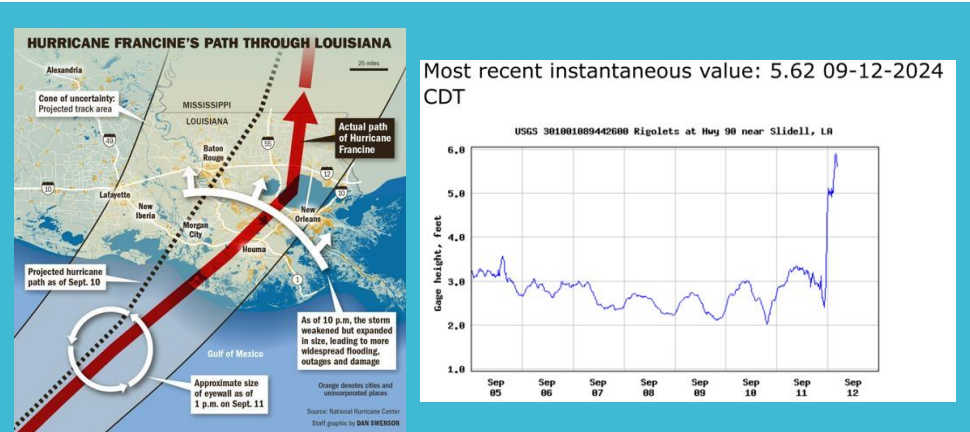 HURRICANE FRANCINE'S PATH THROUGH LOUISIANA
25 miles
Alexandria
Cone of uncertainty:
Projected track area
MISSISSIPPI
LOUISIANA
Actual path
of Hurricane
Francine
49
55
Baton
Rouge
12
10
10
Lafayette
New
Iberia
New
Orleans
Morgan
City
Houma
1
Projected hurricane
path as of Sept. 10
As of 10 p.m, the storm
weakened but expanded
in size, leading to more
widespread flooding,
outages and damage
Gulf of Mexico
Approximate size
of eyewall as of
1 p.m. on Sept. 11
Orange denotes cities and
unincorporated places
Source: National Hurricane Center
Staff graphic by DAN SWENSON
Most recent instantaneous value: 5.62 09-12-2024
CDT
USGS 301001089442600 Rigolets at Hwy 90 near Slidell, LA
Gage height, feet
6.0
5.0
4.0
3.0
2.0
1.0
Sep Sep Sep Sep Sep Sep Sep Sep
05 06 07 08 09 10 11 12